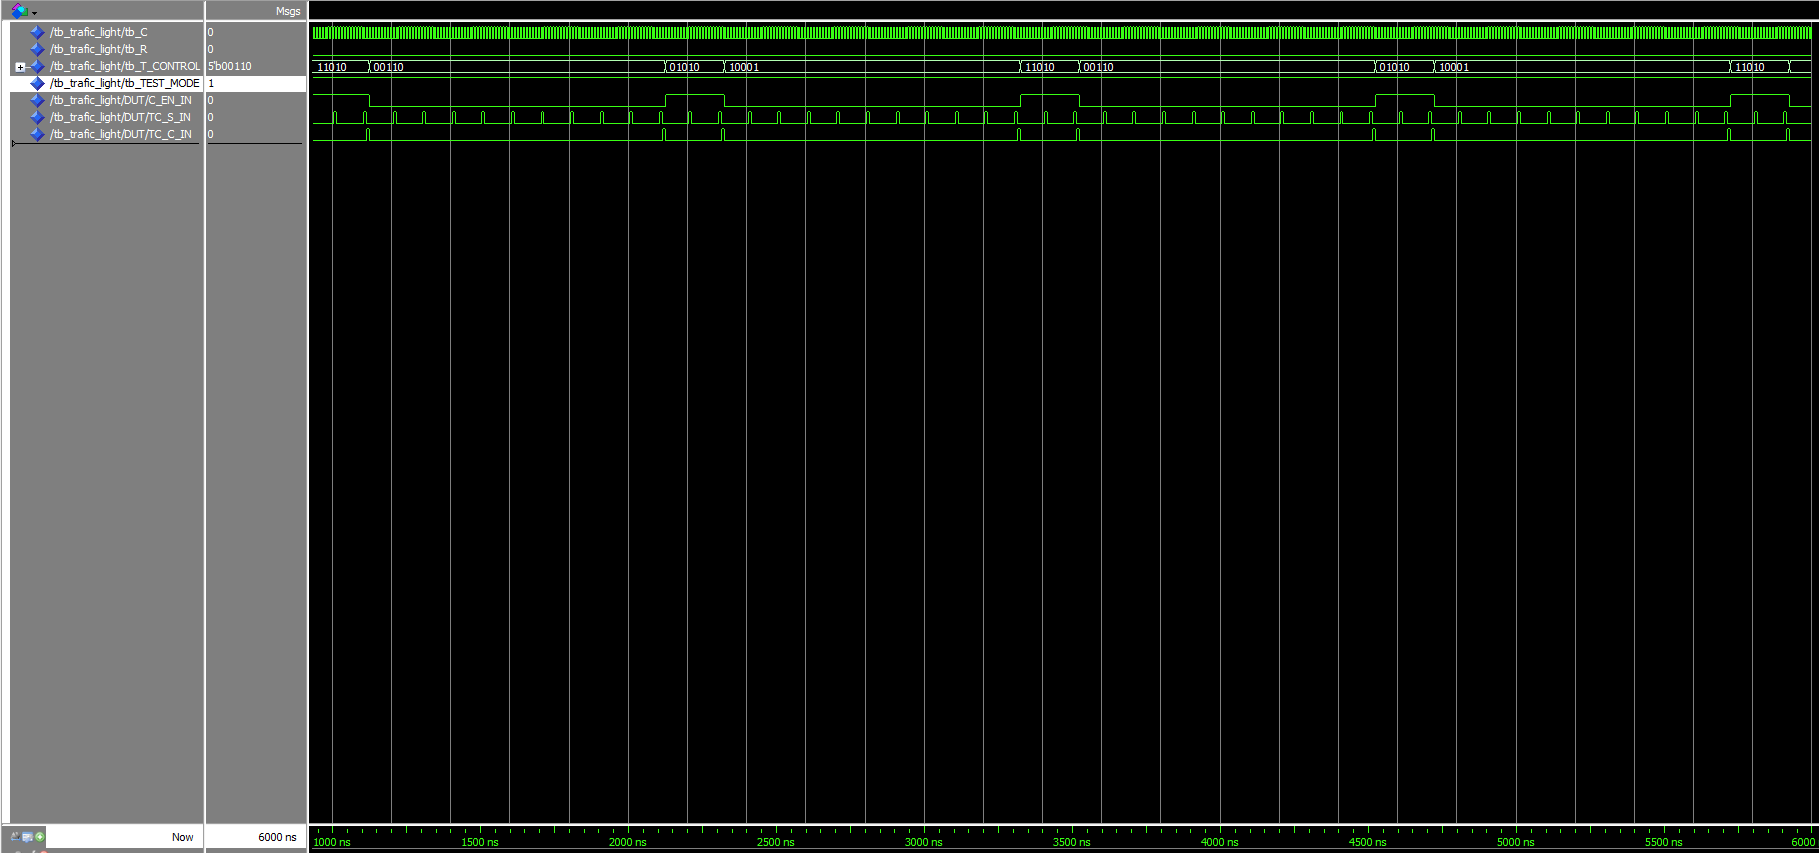 Msgs
/tb_trafic_light/tb_C 0
/tb_trafic_light/tb_R 0
/tb_trafic_light/tb_T_CONTROL 5'b00110 11010 00110 01010 10001 11010 00110 01010 10001 11010
/tb_trafic_light/tb_TEST_MODE 1
/tb_trafic_light/DUT/C_EN_IN 0
/tb_trafic_light/DUT/TC_S_IN 0
/tb_trafic_light/DUT/TC_C_IN 0
Now 6000 ns 1000 ns 1500 ns 2000 ns 2500 ns 3000 ns 3500 ns 4000 ns 4500 ns 5000 ns 5500 ns 6000